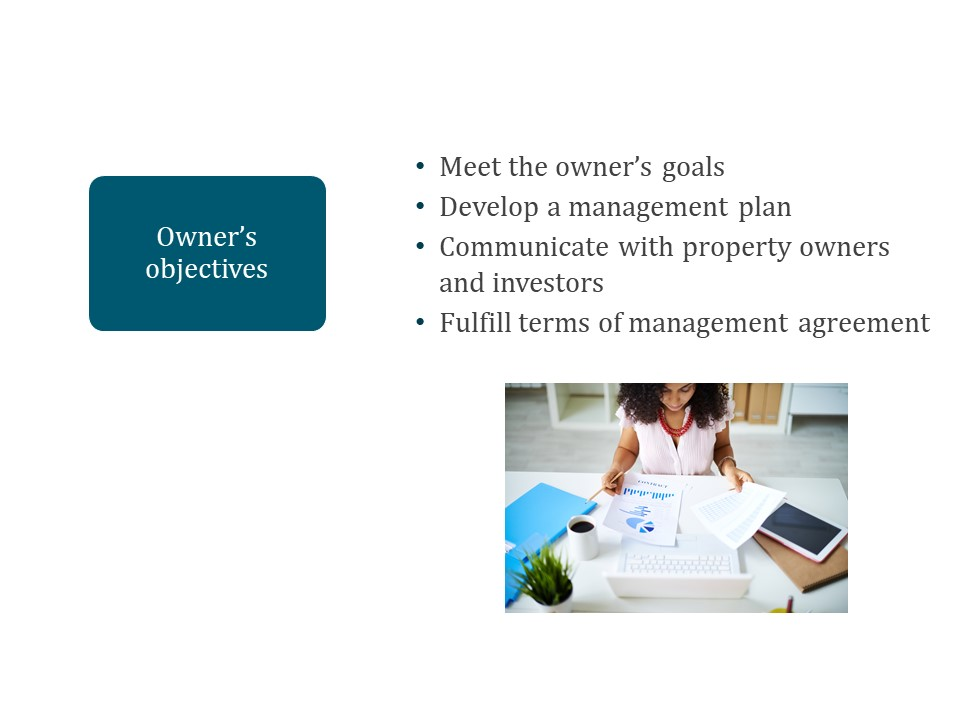 Owner’s
objectives
• Meet the owner’s goals
• Develop a management plan
• Communicate with property owners
and investors
• Fulfill terms of management agreement